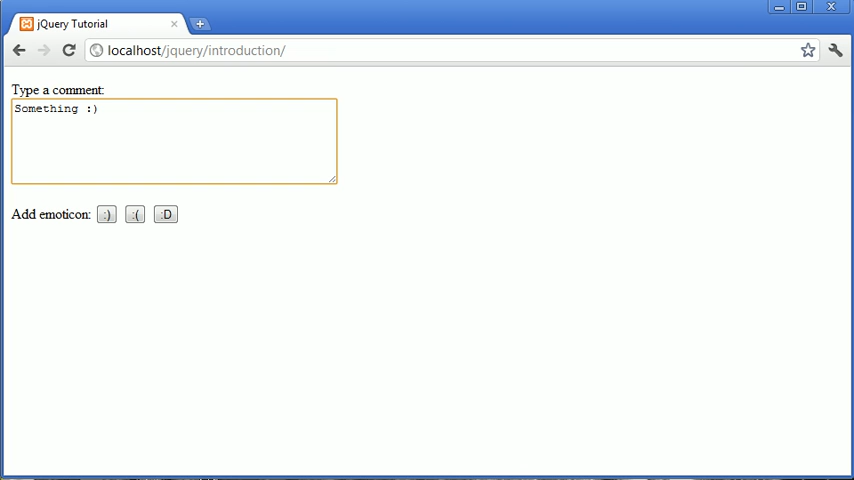 jQuery Tutorial
localhost/jquery/introduction/
Type a comment:
Something :)
Add emoticon: :) :( :D